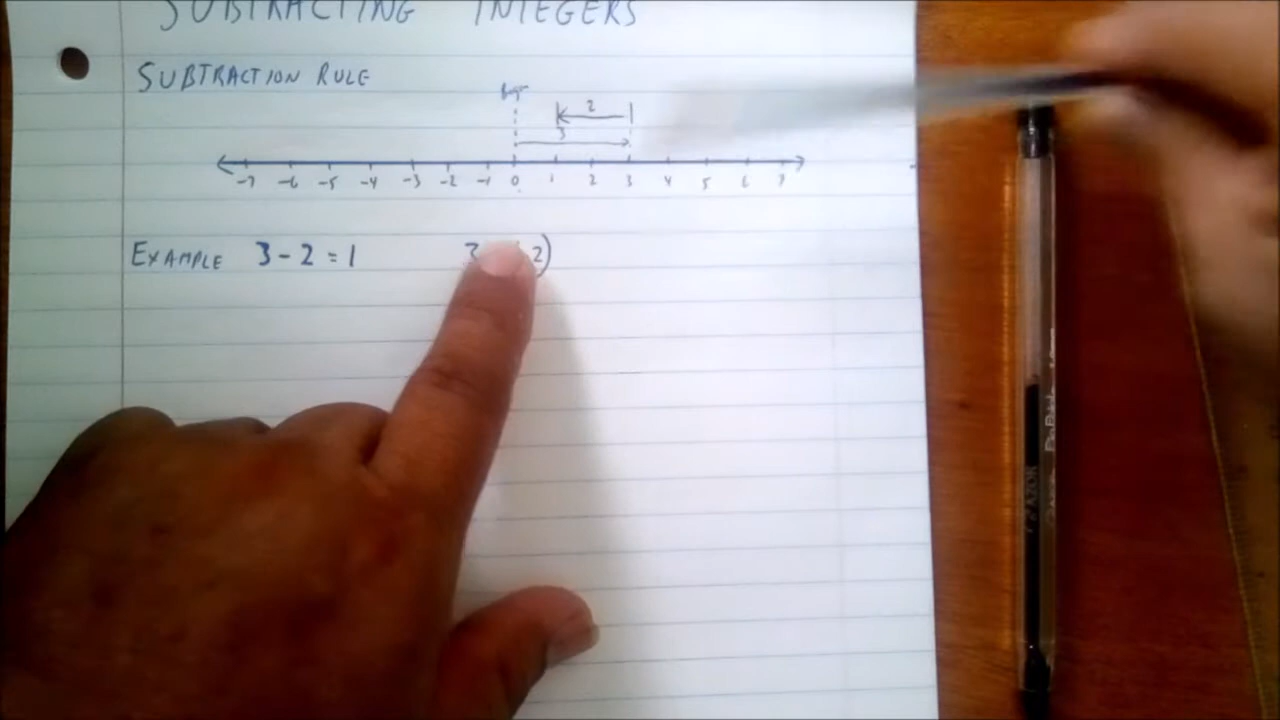 SUBTRACTING INTEGERS
SUBTRACTION RULE
2
3
-7 -6 -5 -4 -3 -2 -1 0 1 2 3 4 5 6 7
EXAMPLE 3 - 2 = 1 2)